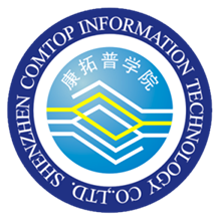 SHENZHEN COMTOP INFORMATION TECHNOLOGY CO.,LTD.
康拓普学院